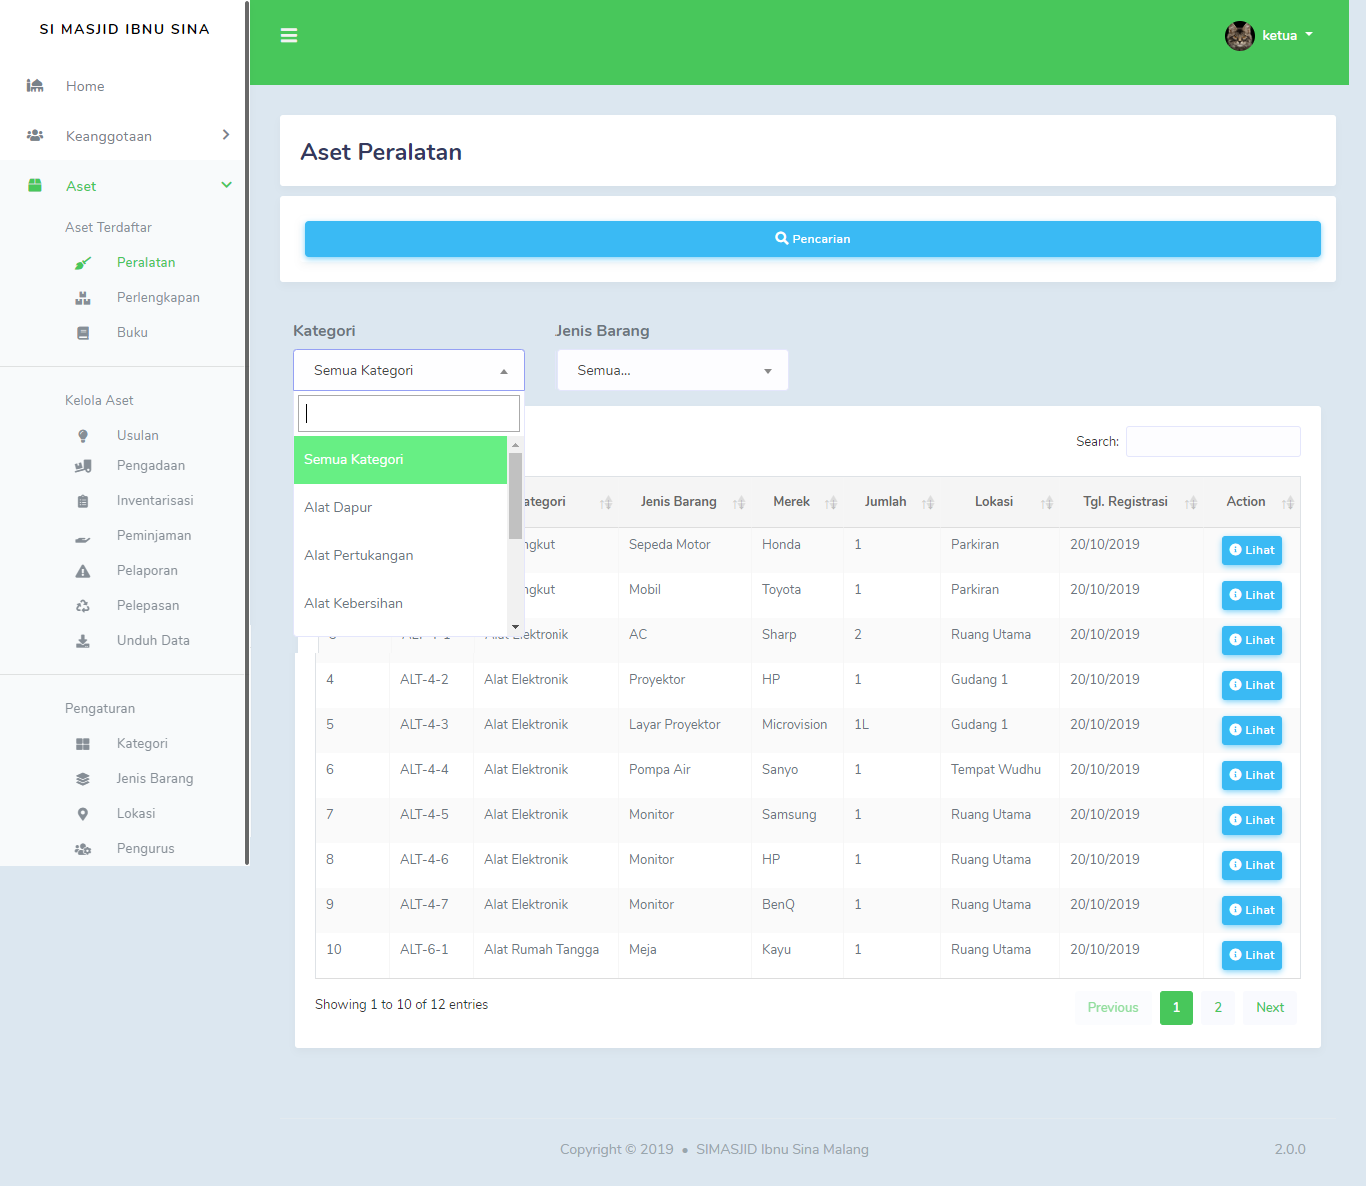 SI MASJID IBNU SINA
ketua
Home
Keanggotaan
Aset
Aset Terdaftar
Peralatan
Perlengkapan
Buku
Kelola Aset
Usulan
Pengadaan
Inventarisasi
Peminjaman
Pelaporan
Pelepasan
Unduh Data
Pengaturan
Kategori
Jenis Barang
Lokasi
Pengurus
Aset Peralatan
Pencarian
Kategori Jenis Barang
Semua Kategori Semua...
Semua Kategori
Alat Dapur
Alat Pertukangan
Alat Kebersihan
Search:
ategori Jenis Barang Merek Jumlah Lokasi Tgl. Registrasi Action
ngkut Sepeda Motor Honda 1 Parkiran 20/10/2019 Lihat
ngkut Mobil Toyota 1 Parkiran 20/10/2019 Lihat
ektronik AC Sharp 2 Ruang Utama 20/10/2019 Lihat
4 ALT-4-2 Alat Elektronik Proyektor HP 1 Gudang 1 20/10/2019 Lihat
5 ALT-4-3 Alat Elektronik Layar Proyektor Microvision 1L Gudang 1 20/10/2019 Lihat
6 ALT-4-4 Alat Elektronik Pompa Air Sanyo 1 Tempat Wudhu 20/10/2019 Lihat
7 ALT-4-5 Alat Elektronik Monitor Samsung 1 Ruang Utama 20/10/2019 Lihat
8 ALT-4-6 Alat Elektronik Monitor HP 1 Ruang Utama 20/10/2019 Lihat
9 ALT-4-7 Alat Elektronik Monitor BenQ 1 Ruang Utama 20/10/2019 Lihat
10 ALT-6-1 Alat Rumah Tangga Meja Kayu 1 Ruang Utama 20/10/2019 Lihat
Showing 1 to 10 of 12 entries
Previous 1 2 Next
Copyright © 2019 • SIMASJID Ibnu Sina Malang
2.0.0